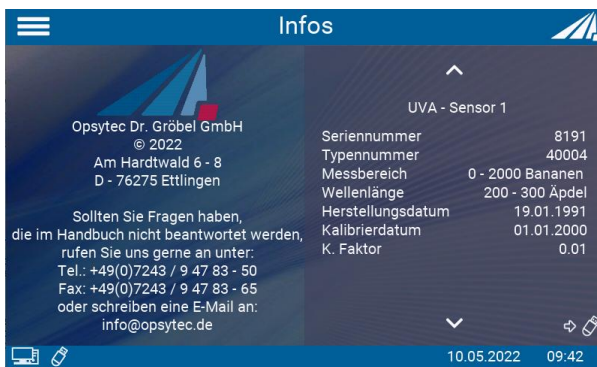 Infos
Opsytec Dr. Gröbel GmbH
© 2022
Am Hardtwald 6 - 8
D - 76275 Ettlingen
Sollten Sie Fragen haben,
die im Handbuch nicht beantwortet werden,
rufen Sie uns gerne an unter:
Tel.: +49(0)7243 / 9 47 83 - 50
Fax: +49(0)7243 / 9 47 83 - 65
oder schreiben eine E-Mail an:
info@opsytec.de
UVA - Sensor 1
Seriennummer 8191
Typennummer 40004
Messbereich 0 - 2000 Bananen
Wellenlänge 200 - 300 Äpdel
Herstellungsdatum 19.01.1991
Kalibrierdatum 01.01.2000
K. Faktor 0.01
10.05.2022 09:42